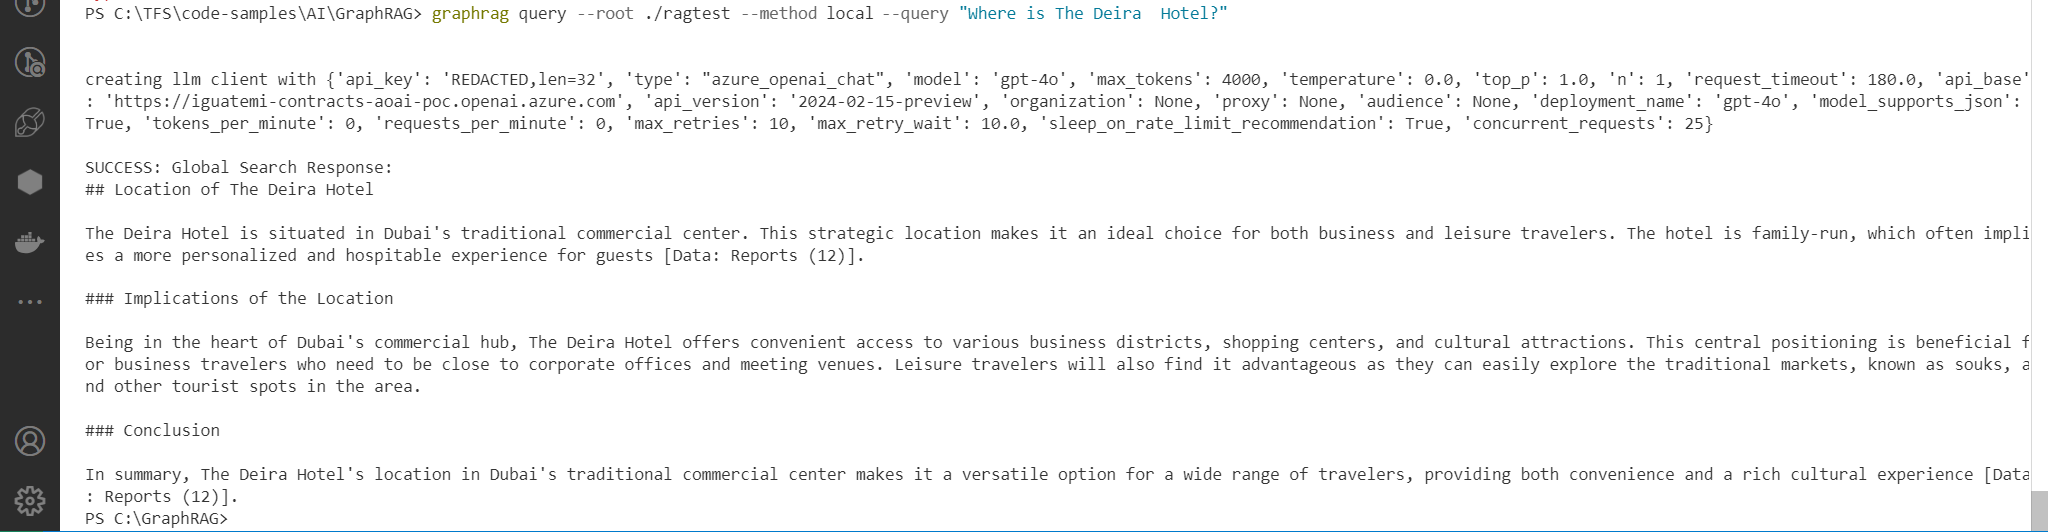 PS C:\TFS\code-samples\AI\GraphRAG> graphrag query --root ./ragtest --method local --query "Where is The Deira  Hotel?"
creating llm client with {'api_key': 'REDACTED,len=32', 'type': "azure_openai_chat", 'model': 'gpt-4o', 'max_tokens': 4000, 'temperature': 0.0, 'top_p': 1.0, 'n': 1, 'request_timeout': 180.0, 'api_base'
: 'https://iguatemi-contracts-aoai-poc.openai.azure.com', 'api_version': '2024-02-15-preview', 'organization': None, 'proxy': None, 'audience': None, 'deployment_name': 'gpt-4o', 'model_supports_json':
True, 'tokens_per_minute': 0, 'requests_per_minute': 0, 'max_retries': 10, 'max_retry_wait': 10.0, 'sleep_on_rate_limit_recommendation': True, 'concurrent_requests': 25}
SUCCESS: Global Search Response:
## Location of The Deira Hotel
The Deira Hotel is situated in Dubai's traditional commercial center. This strategic location makes it an ideal choice for both business and leisure travelers. The hotel is family-run, which often impli
es a more personalized and hospitable experience for guests [Data: Reports (12)].
### Implications of the Location
Being in the heart of Dubai's commercial hub, The Deira Hotel offers convenient access to various business districts, shopping centers, and cultural attractions. This central positioning is beneficial f
or business travelers who need to be close to corporate offices and meeting venues. Leisure travelers will also find it advantageous as they can easily explore the traditional markets, known as souks, a
nd other tourist spots in the area.
### Conclusion
In summary, The Deira Hotel's location in Dubai's traditional commercial center makes it a versatile option for a wide range of travelers, providing both convenience and a rich cultural experience [Data
: Reports (12)].
PS C:\GraphRAG>